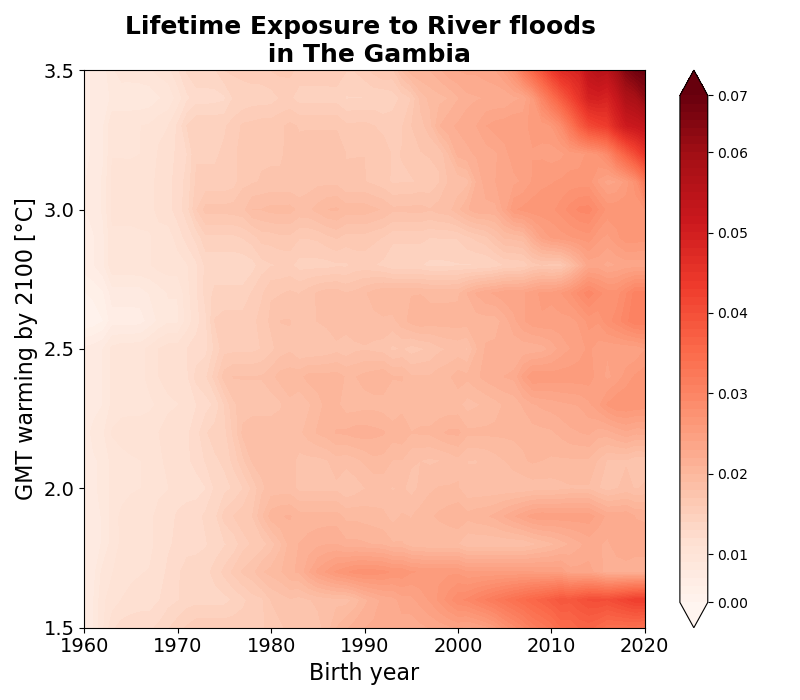 Lifetime Exposure to River floods
in The Gambia
GMT warming by 2100 [°C]
3.5
3.0
2.5
2.0
1.5
1960 1970 1980 1990 2000 2010 2020
Birth year
0.07
0.06
0.05
0.04
0.03
0.02
0.01
0.00